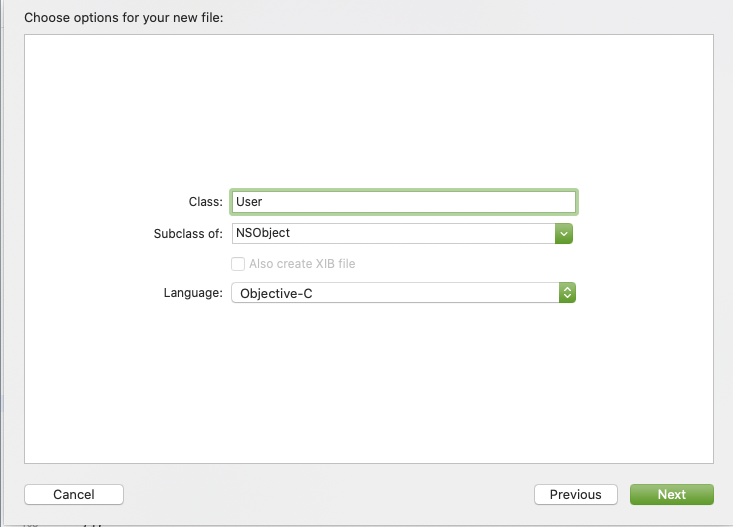 Choose options for your new file:
Class: User
Subclass of: NSObject
Also create XIB file
Language: Objective-C
Cancel Previous Next